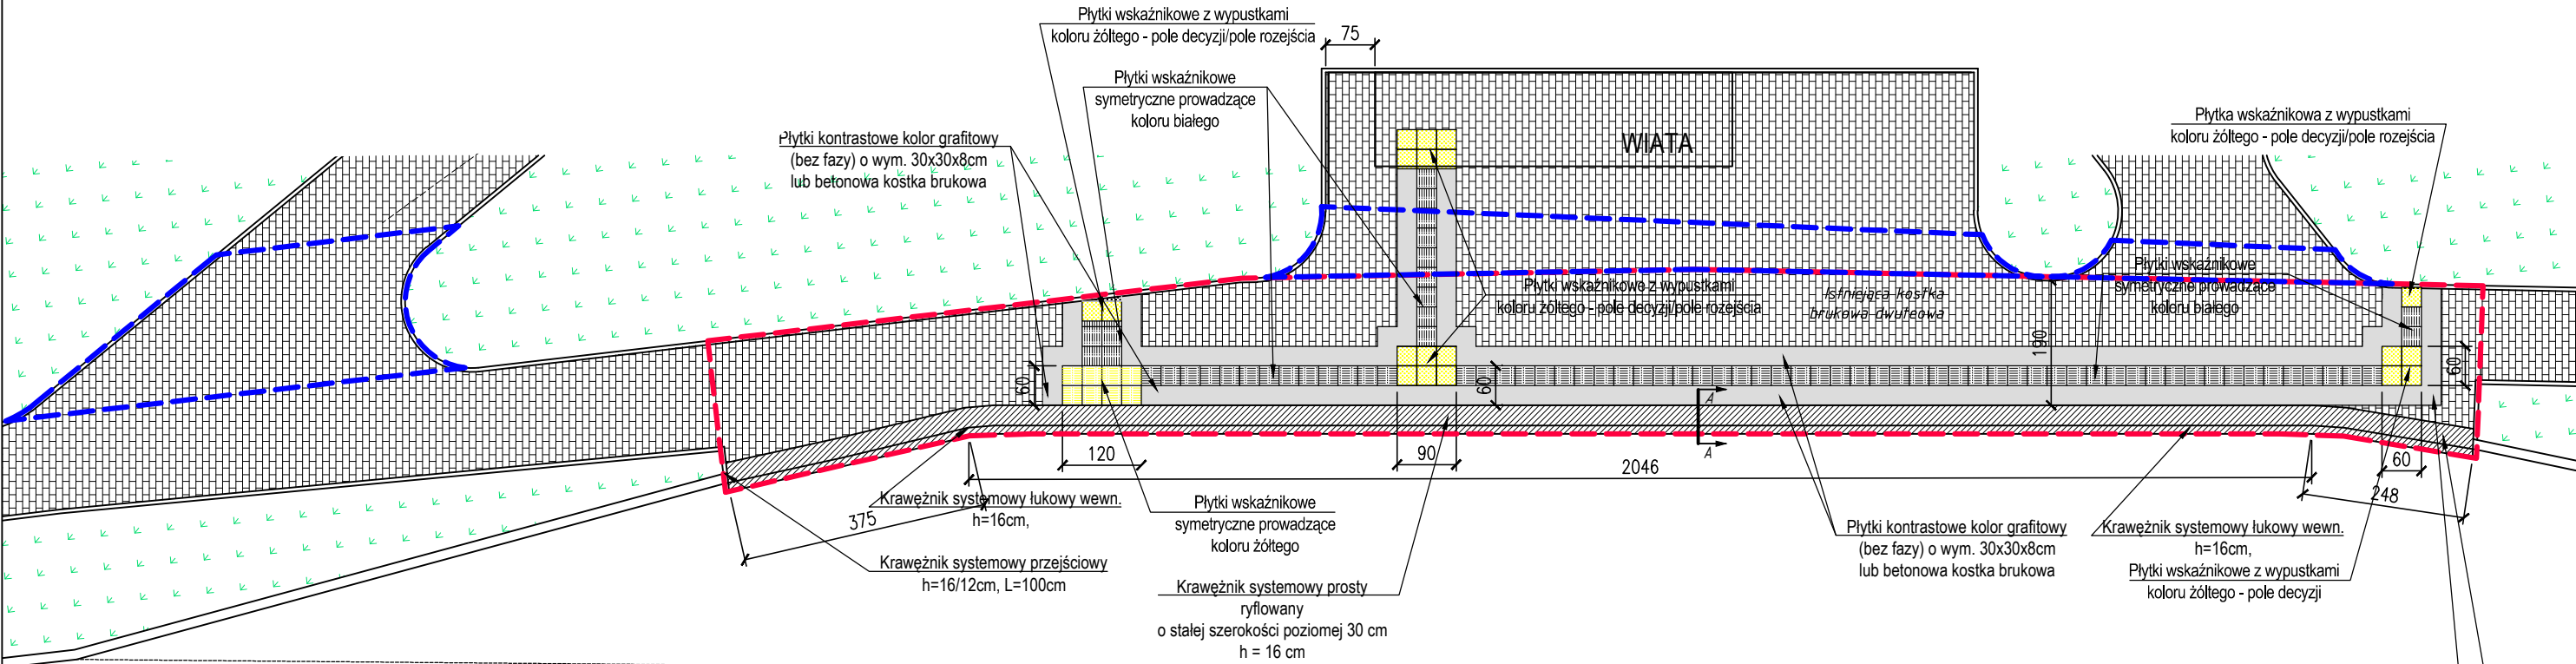 Płytki wskaźnikowe z wypustkami
koloru żółtego - pole decyzji/pole rozejścia
75
Płytki wskaźnikowe
symetryczne prowadzące
koloru białego
Płytki kontrastowe kolor grafitowy
(bez fazy) o wym. 30x30x8cm
lub betonowa kostka brukowa
WIATA
Płytka wskaźnikowa z wypustkami
koloru żółtego - pole decyzji/pole rozejścia
Płytki wskaźnikowe z wypustkami
koloru żółtego - pole decyzji/pole rozejścia
Istniejąca kostka
brukowa dwuteowa
Płytki wskaźnikowe
symetryczne prowadzące
koloru białego
190
60
60
60
A
A
120
90
2046
60
248
375
Krawężnik systemowy łukowy wewn.
h=16cm,
Krawężnik systemowy przejściowy
h=16/12cm, L=100cm
Płytki wskaźnikowe
symetryczne prowadzące
koloru żółtego
Krawężnik systemowy prosty
ryflowany
o stałej szerokości poziomej 30 cm
h = 16 cm
Płytki kontrastowe kolor grafitowy
(bez fazy) o wym. 30x30x8cm
lub betonowa kostka brukowa
Krawężnik systemowy łukowy wewn.
h=16cm,
Płytki wskaźnikowe z wypustkami
koloru żółtego - pole decyzji